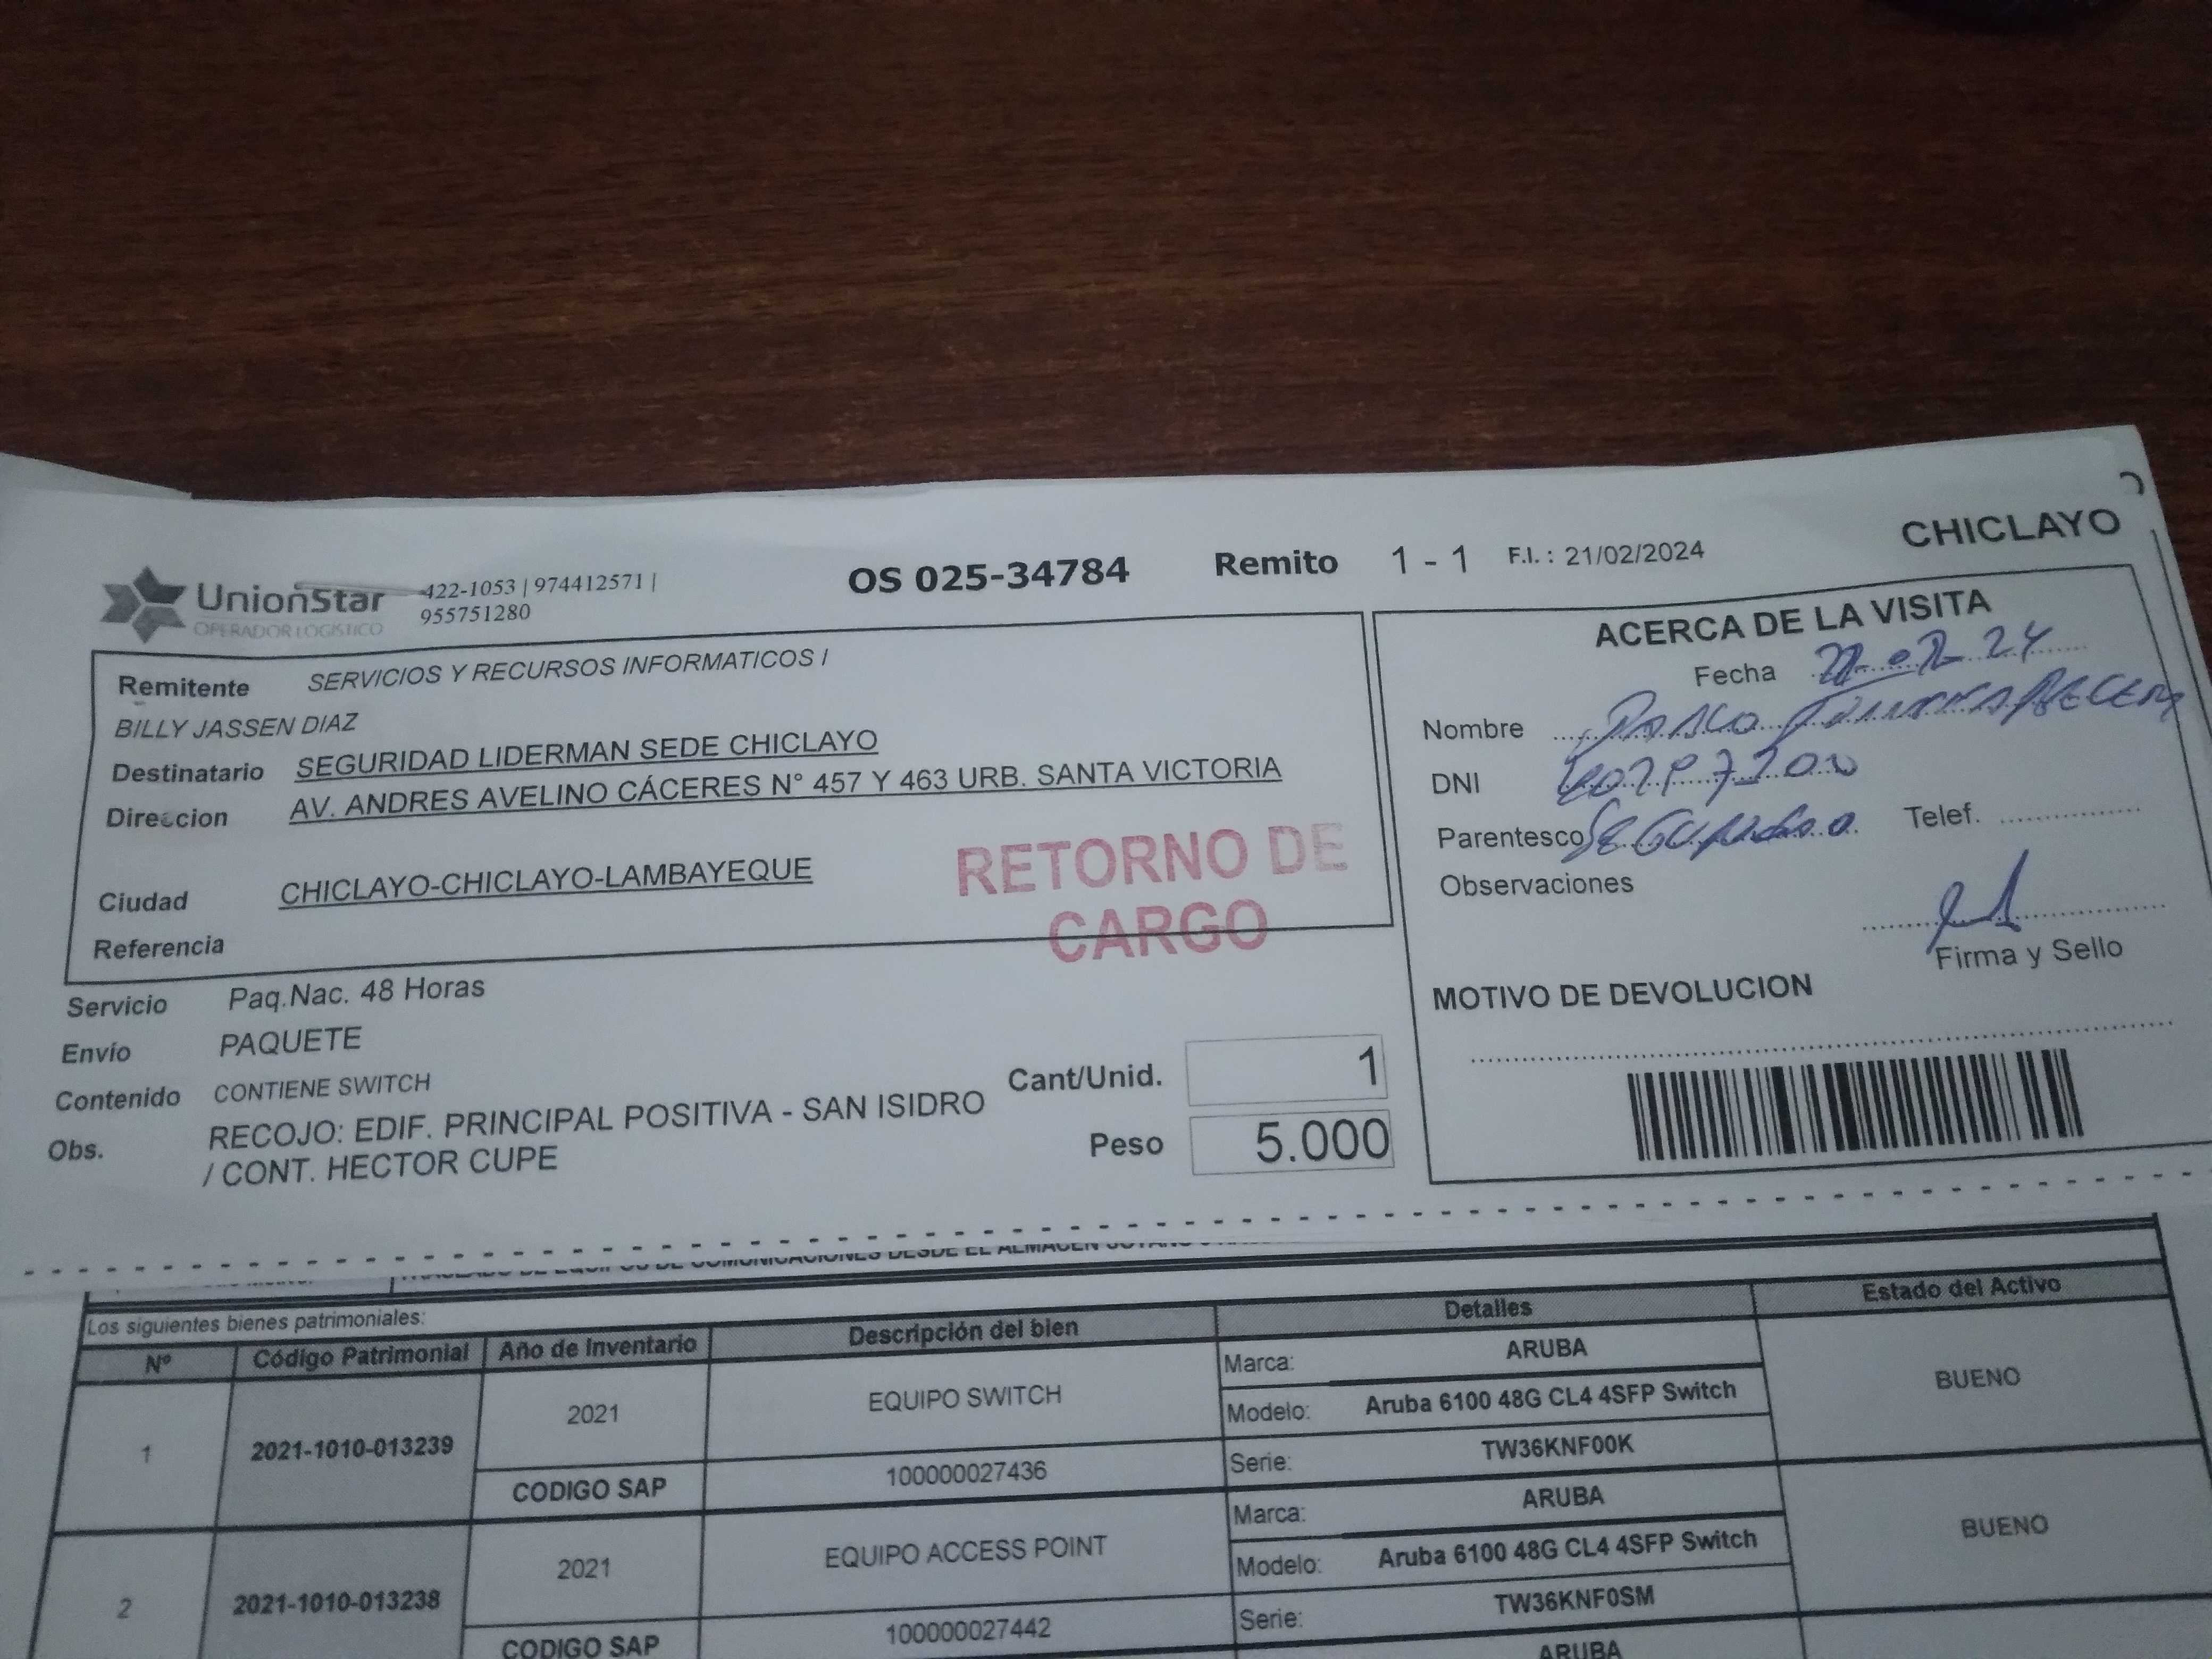 UnionStar
OPERADOR LOGISTICO
422-1053 | 974412571 |
955751280
OS 025-34784 Remito 1 - 1 F.I. : 21/02/2024
CHICLAYO
Remitente SERVICIOS Y RECURSOS INFORMATICOS I
BILLY JASSEN DIAZ
Destinatario SEGURIDAD LIDERMAN SEDE CHICLAYO
Direccion AV. ANDRES AVELINO CÁCERES N° 457 Y 463 URB. SANTA VICTORIA
Ciudad CHICLAYO-CHICLAYO-LAMBAYEQUE
Referencia
RETORNO DE
CARGO
Servicio Paq.Nac. 48 Horas
Envío PAQUETE
Contenido CONTIENE SWITCH
Obs. RECOJO: EDIF. PRINCIPAL POSITIVA - SAN ISIDRO
/ CONT. HECTOR CUPE
Cant/Unid. 1
Peso 5.000
ACERCA DE LA VISITA
Fecha
Nombre
DNI
Parentesco Telef.
Observaciones
Firma y Sello
MOTIVO DE DEVOLUCION
Los siguientes bienes patrimoniales:
Nº Código Patrimonial Año de Inventario Descripción del bien Detalles Estado del Activo
1 2021-1010-013239 2021 EQUIPO SWITCH Marca: ARUBA BUENO
Modelo: Aruba 6100 48G CL4 4SFP Switch
CODIGO SAP 100000027436 Serie: TW36KNF00K
2 2021-1010-013238 2021 EQUIPO ACCESS POINT Marca: ARUBA BUENO
Modelo: Aruba 6100 48G CL4 4SFP Switch
CODIGO SAP 100000027442 Serie: TW36KNF0SM
ARUBA